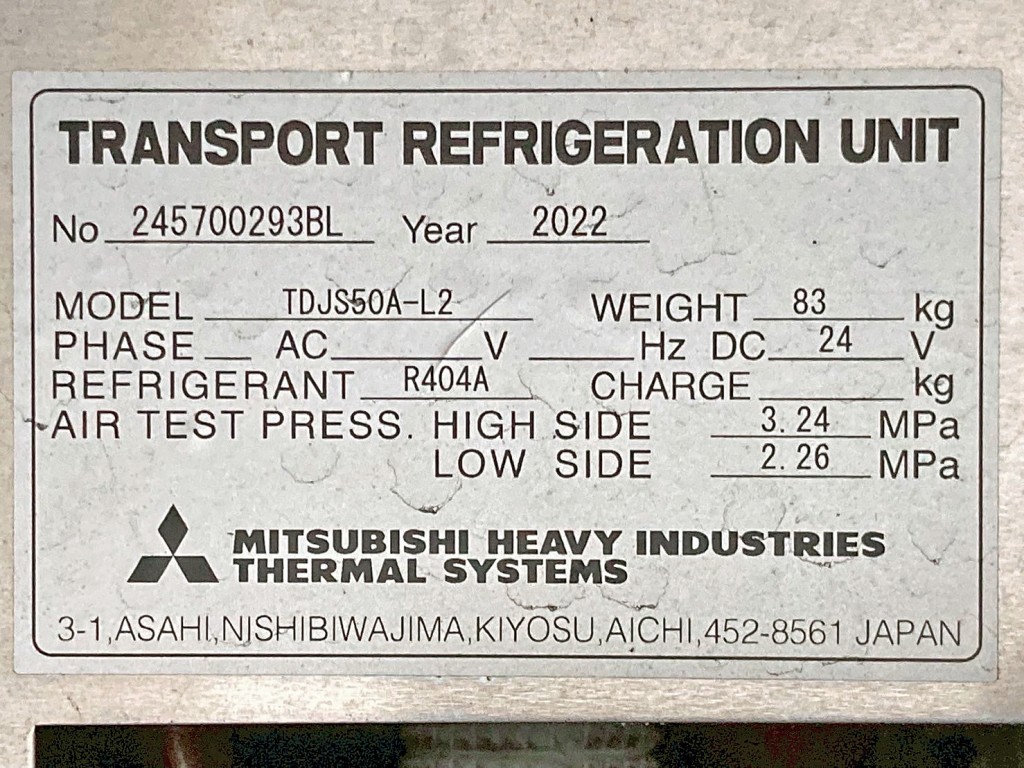 TRANSPORT REFRIGERATION UNIT
No 245700293BL Year 2022
MODEL TDJS50A-L2 WEIGHT 83 kg
PHASE AC V Hz DC 24 V
REFRIGERANT R404A CHARGE kg
AIR TEST PRESS. HIGH SIDE 3.24 MPa
LOW SIDE 2.26 MPa
MITSUBISHI HEAVY INDUSTRIES
THERMAL SYSTEMS
3-1,ASAHI,NISHIBIWAJIMA,KIYOSU,AICHI,452-8561 JAPAN